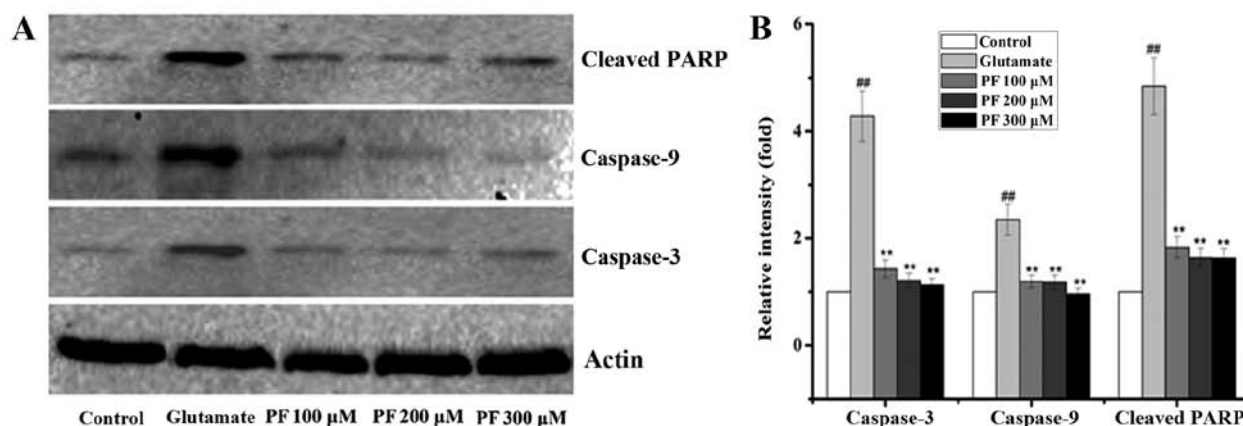 A
Cleaved PARP
Caspase-9
Caspase-3
Actin
Control Glutamate PF 100 µM PF 200 µM PF 300 µM
B
Relative intensity (fold)
6
4
2
0
Control
Glutamate
PF 100 µM
PF 200 µM
PF 300 µM
##
**
**
**
##
**
**
**
##
**
**
**
Caspase-3 Caspase-9 Cleaved PARP